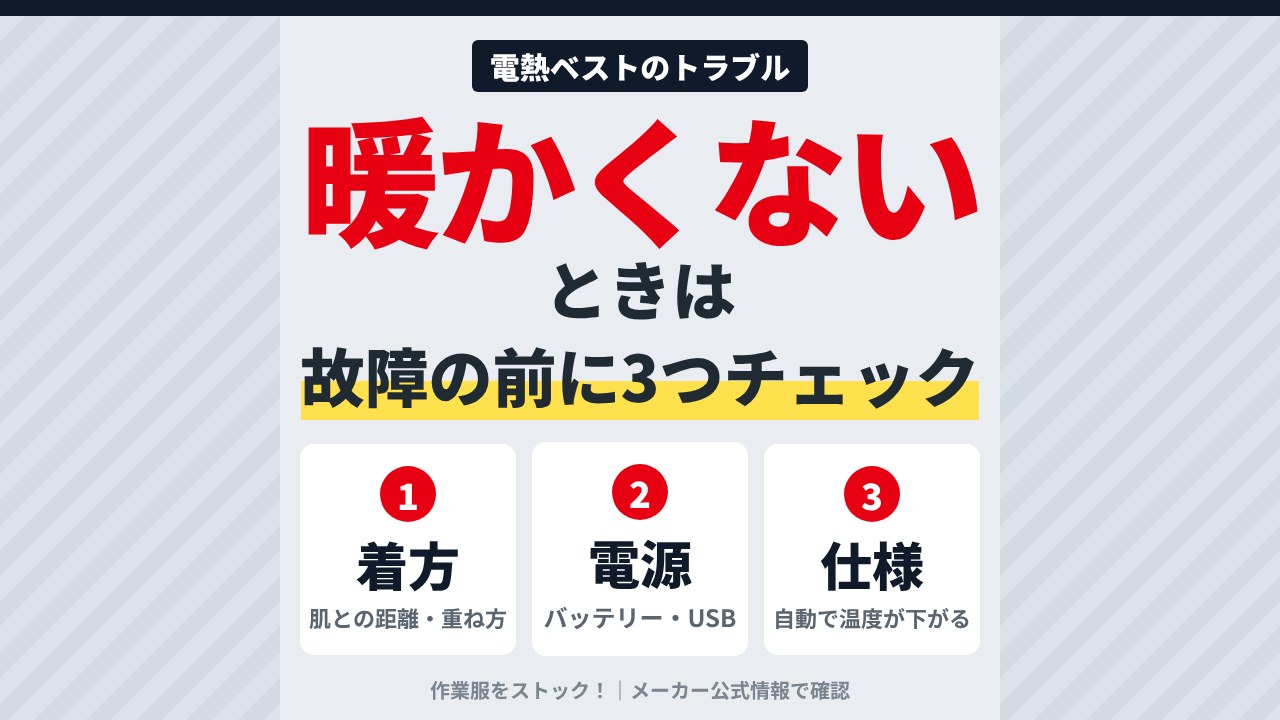 電熱ベストのトラブル
暖かくない
ときは
故障の前に3つチェック
1
着方
肌との距離・重ね方
2
電源
バッテリー・USB
3
仕様
自動で温度が下がる
作業服をストック！｜メーカー公式情報で確認